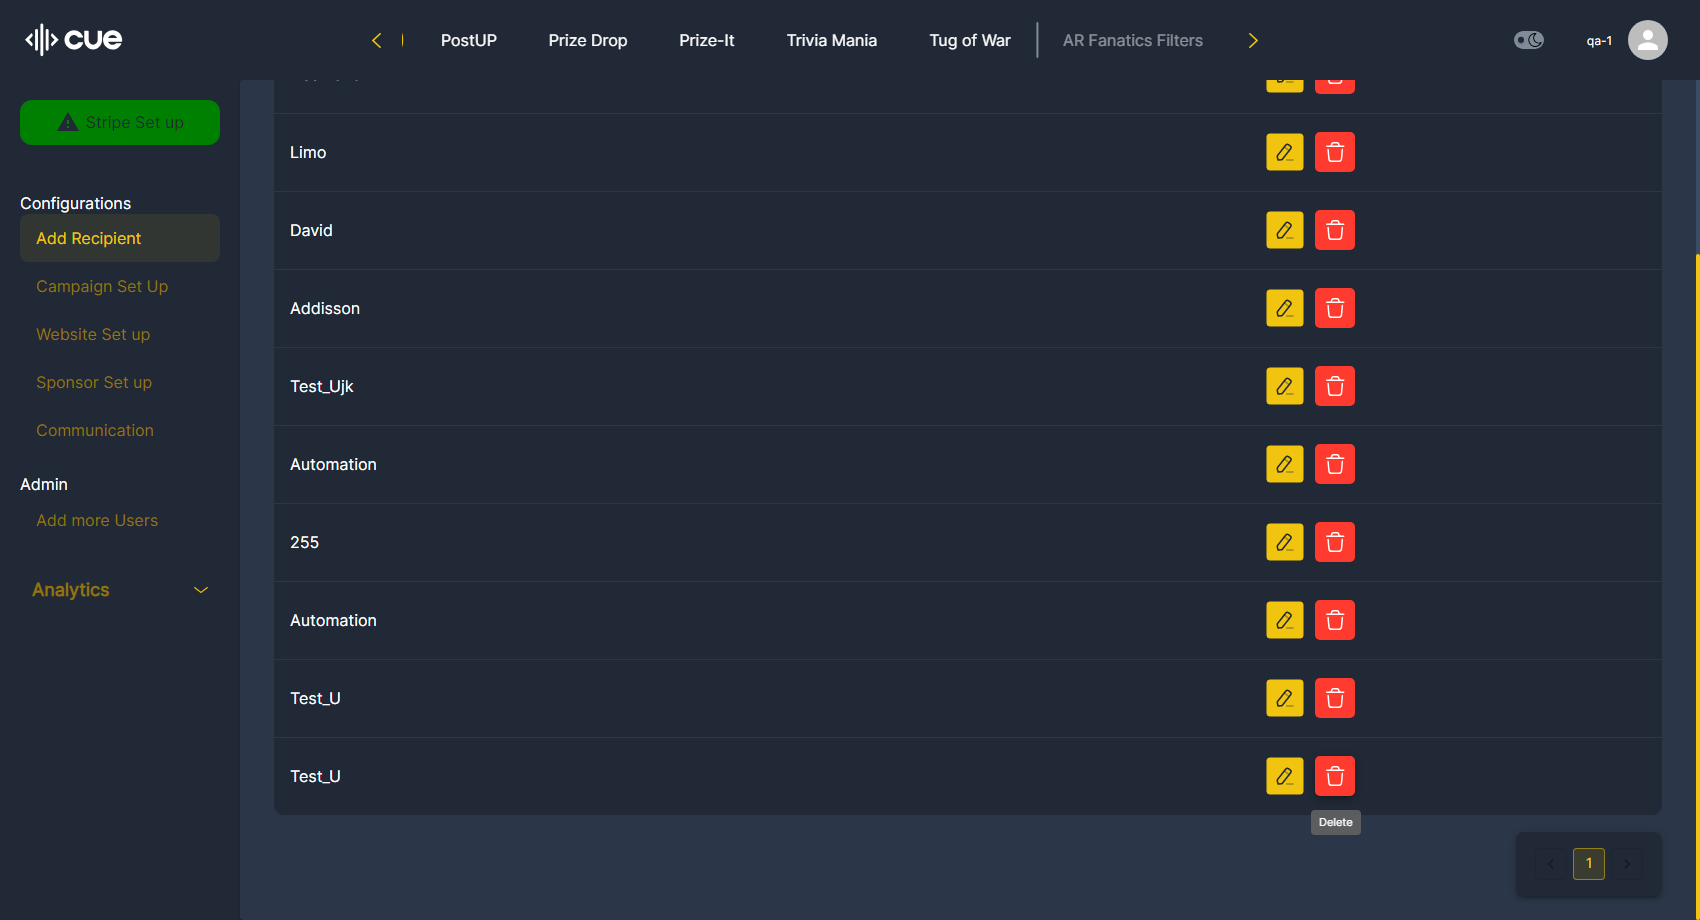 cue
PostUP
Prize Drop
Prize-It
Trivia Mania
Tug of War
AR Fanatics Filters
qa-1
Stripe Set up
Configurations
Add Recipient
Campaign Set Up
Website Set up
Sponsor Set up
Communication
Admin
Add more Users
Analytics
Limo
David
Addisson
Test_Ujk
Automation
255
Automation
Test_U
Test_U
Delete
1